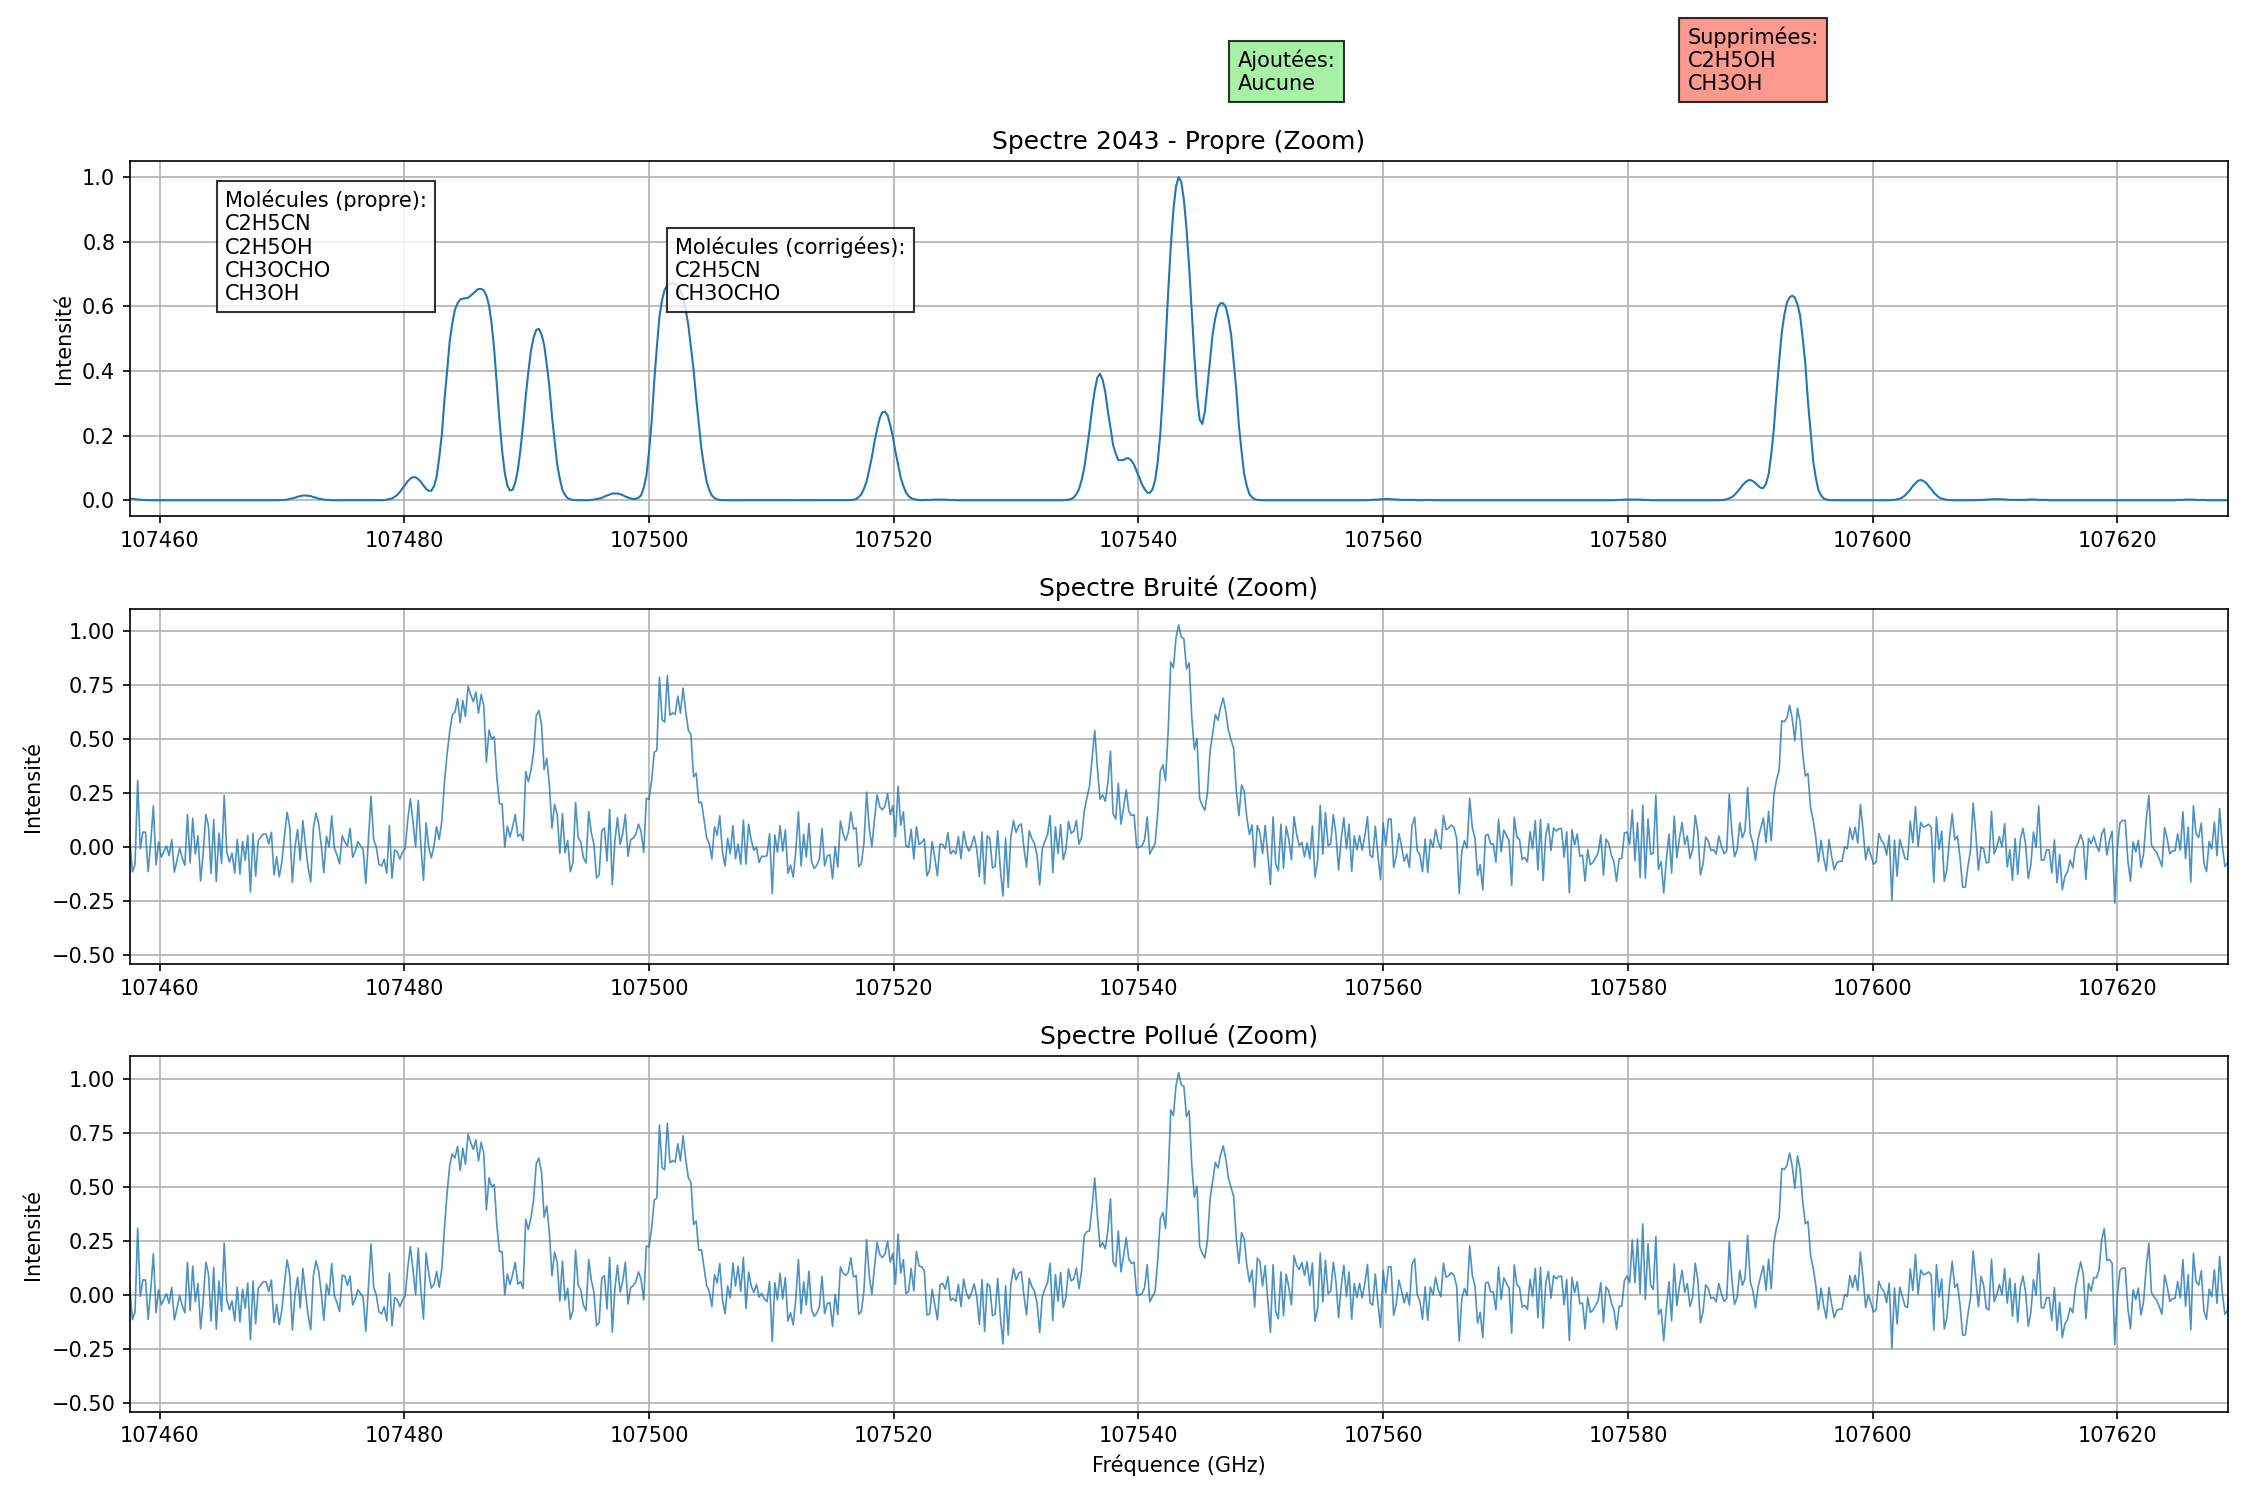 Ajoutées:
Aucune
Supprimées:
C2H5OH
CH3OH
Spectre 2043 - Propre (Zoom)
Intensité
1.0
0.8
0.6
0.4
0.2
0.0
Molécules (propre):
C2H5CN
C2H5OH
CH3OCHO
CH3OH
Molécules (corrigées):
C2H5CN
CH3OCHO
107460 107480 107500 107520 107540 107560 107580 107600 107620
Spectre Bruité (Zoom)
Intensité
1.00
0.75
0.50
0.25
0.00
−0.25
−0.50
107460 107480 107500 107520 107540 107560 107580 107600 107620
Spectre Pollué (Zoom)
Intensité
1.00
0.75
0.50
0.25
0.00
−0.25
−0.50
107460 107480 107500 107520 107540 107560 107580 107600 107620
Fréquence (GHz)